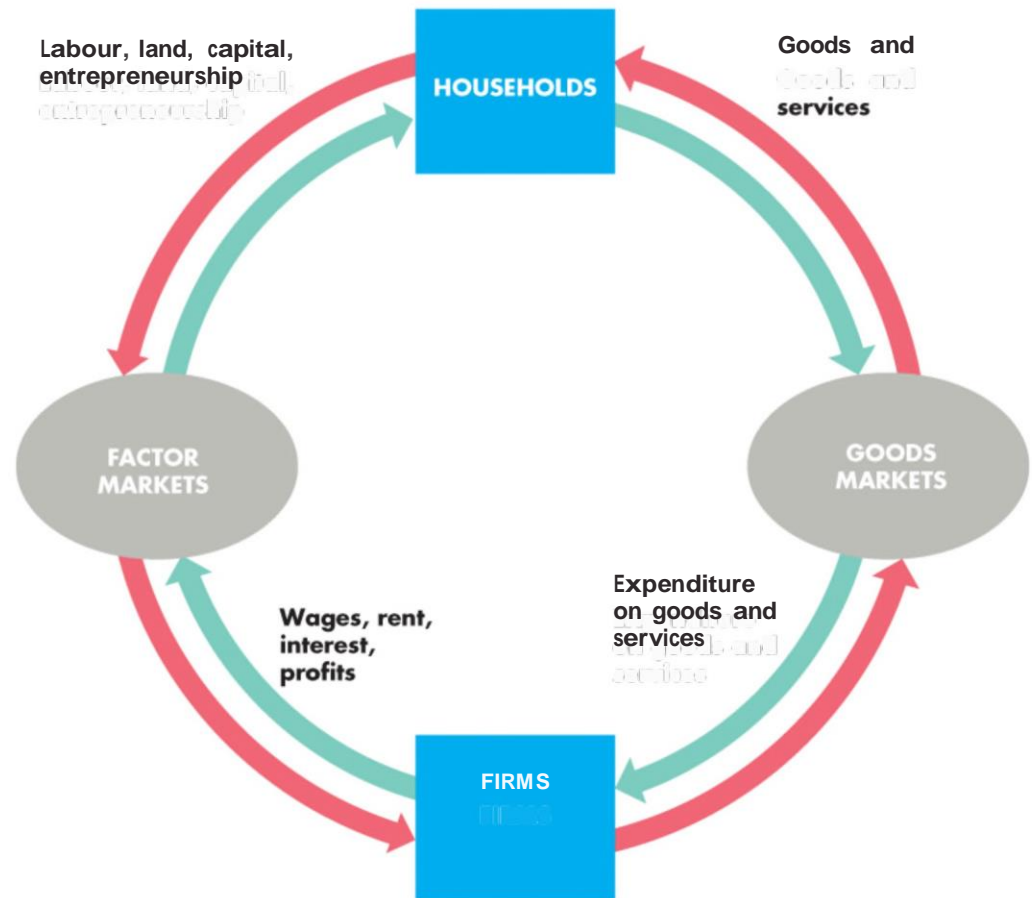 Labour, land, capital,
entrepreneurship
Goods and
services
HOUSEHOLDS
FACTOR
MARKETS
GOODS
MARKETS
Wages, rent,
interest,
profits
Expenditure
on goods and
services
FIRMS